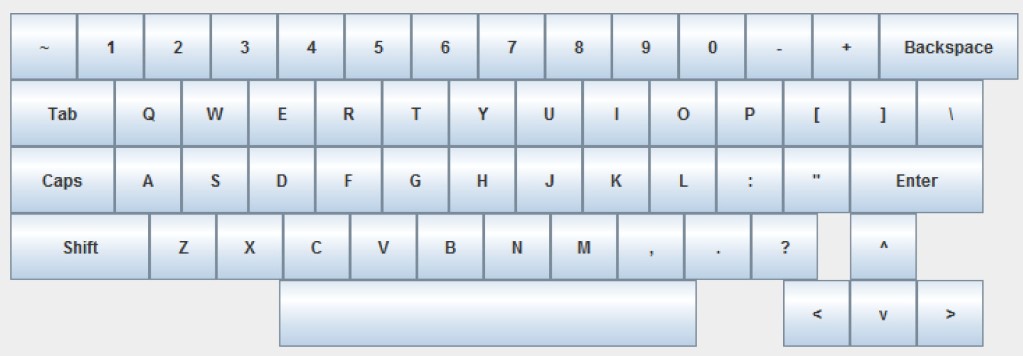 ~ 1 2 3 4 5 6 7 8 9 0 - + Backspace
Tab Q W E R T Y U I O P [ ] \
Caps A S D F G H J K L : " Enter
Shift Z X C V B N M , . ? ^
< v >